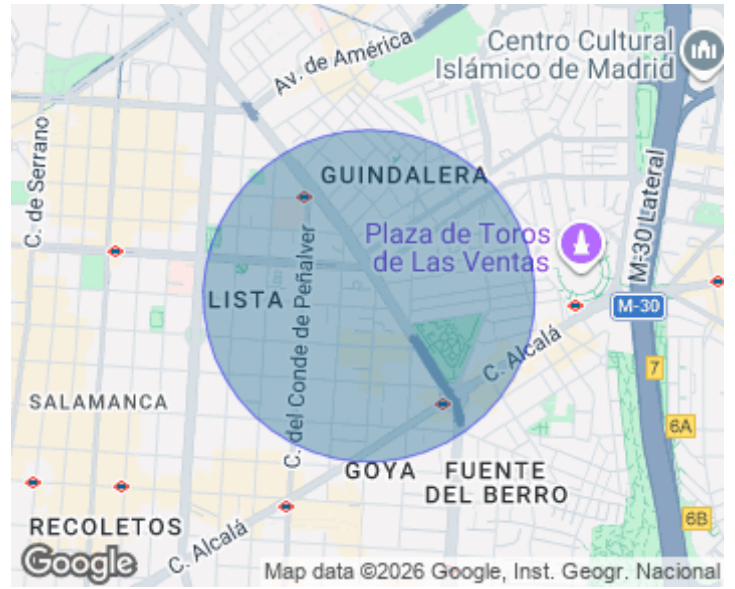 Centro Cultural
Islámico de Madrid
Av. de América
C. de Serrano
GUINDALERA
M-30 Lateral
Plaza de Toros
de Las Ventas
C. del Conde de Peñalver
LISTA
M-30
C. Alcalá
7
SALAMANCA
6A
GOYA
FUENTE
DEL BERRO
RECOLETOS
6B
C. Alcalá
Google
Map data ©2026 Google, Inst. Geogr. Nacional